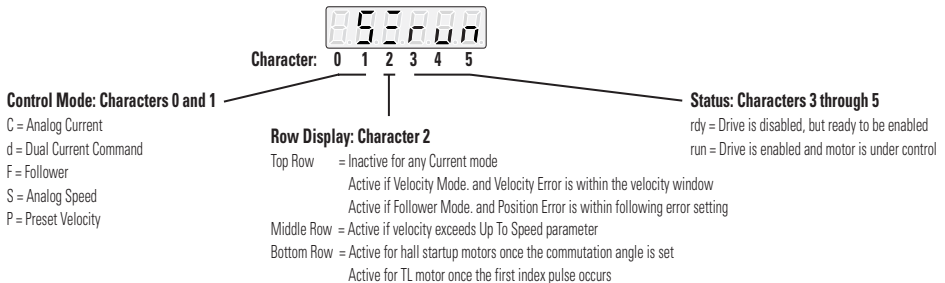 S≡run
Character: 0 1 2 3 4 5
Control Mode: Characters 0 and 1
C = Analog Current
d = Dual Current Command
F = Follower
S = Analog Speed
P = Preset Velocity
Row Display: Character 2
Top Row = Inactive for any Current mode
Active if Velocity Mode. and Velocity Error is within the velocity window
Active if Follower Mode. and Position Error is within following error setting
Middle Row = Active if velocity exceeds Up To Speed parameter
Bottom Row = Active for hall startup motors once the commutation angle is set
Active for TL motor once the first index pulse occurs
Status: Characters 3 through 5
rdy = Drive is disabled, but ready to be enabled
run = Drive is enabled and motor is under control